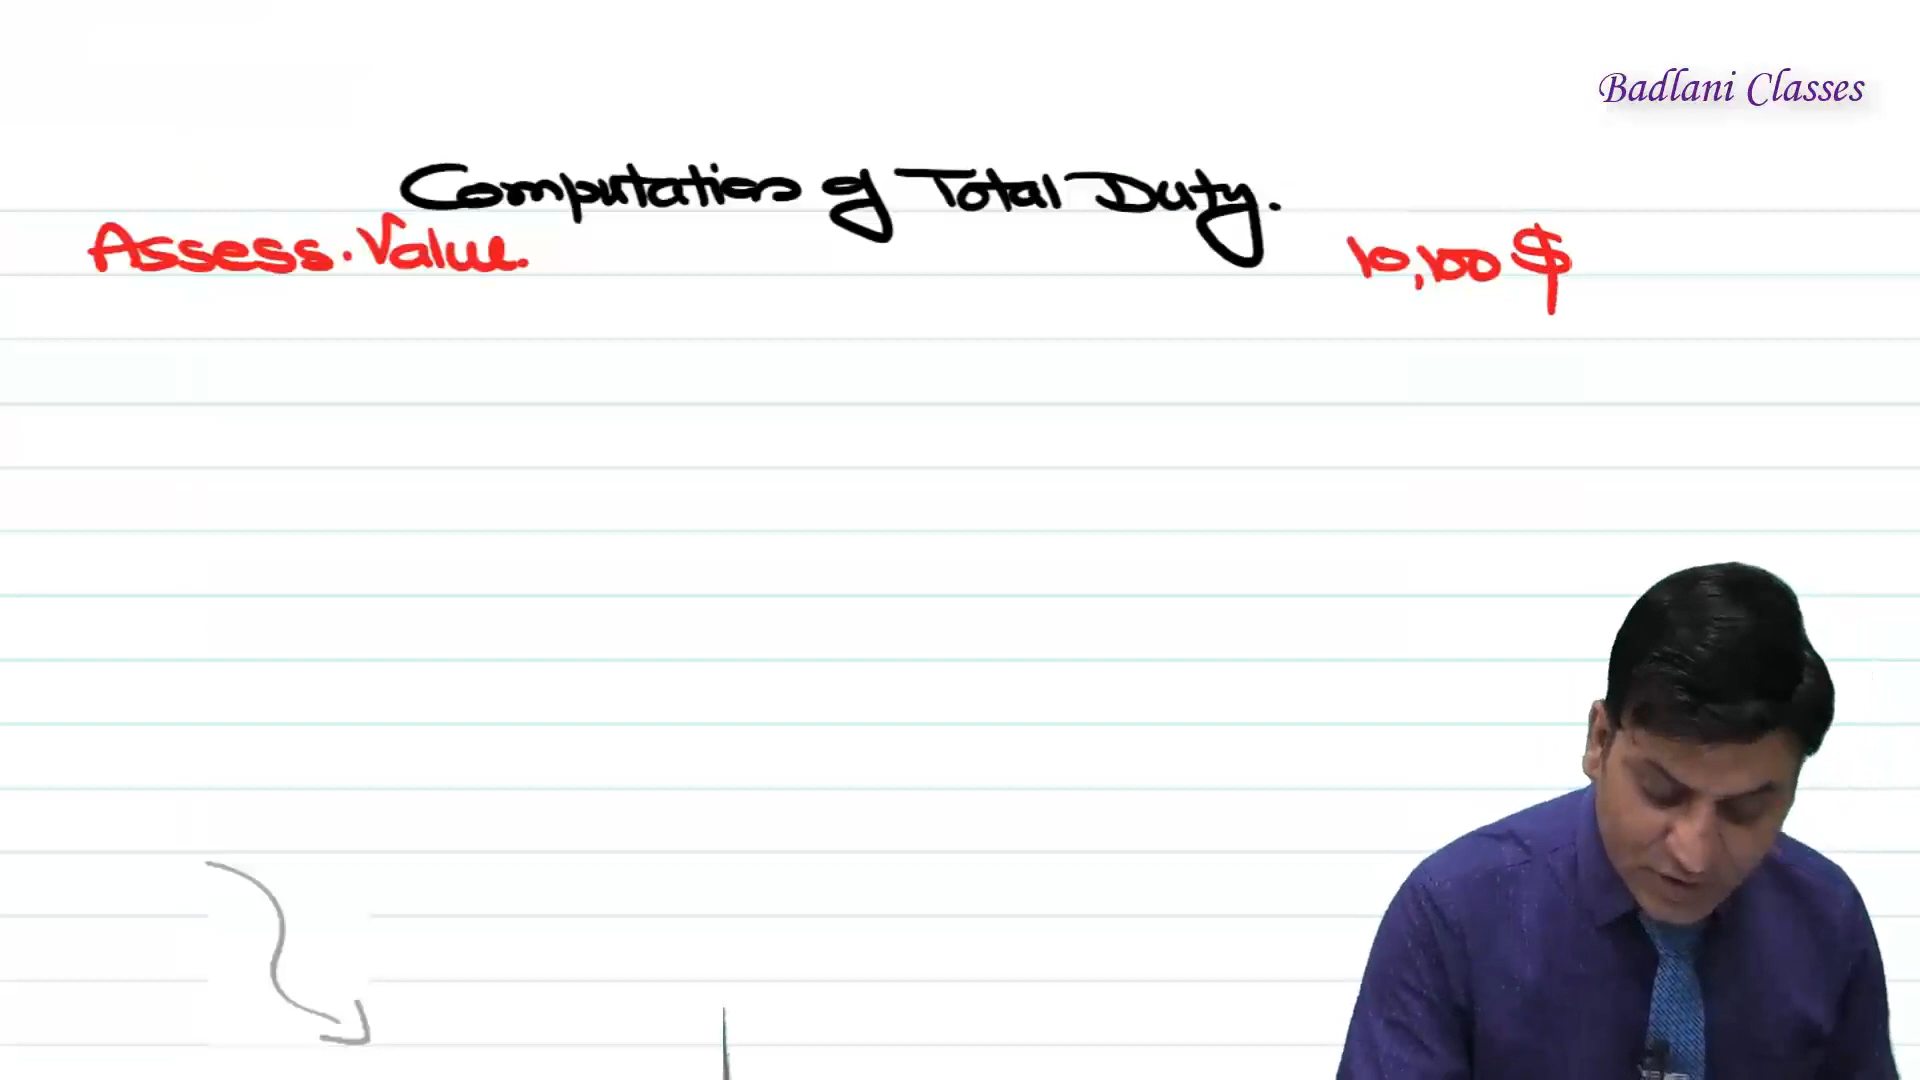 Badlani Classes
Computation of Total Duty.
Assess. Value 10,100 $